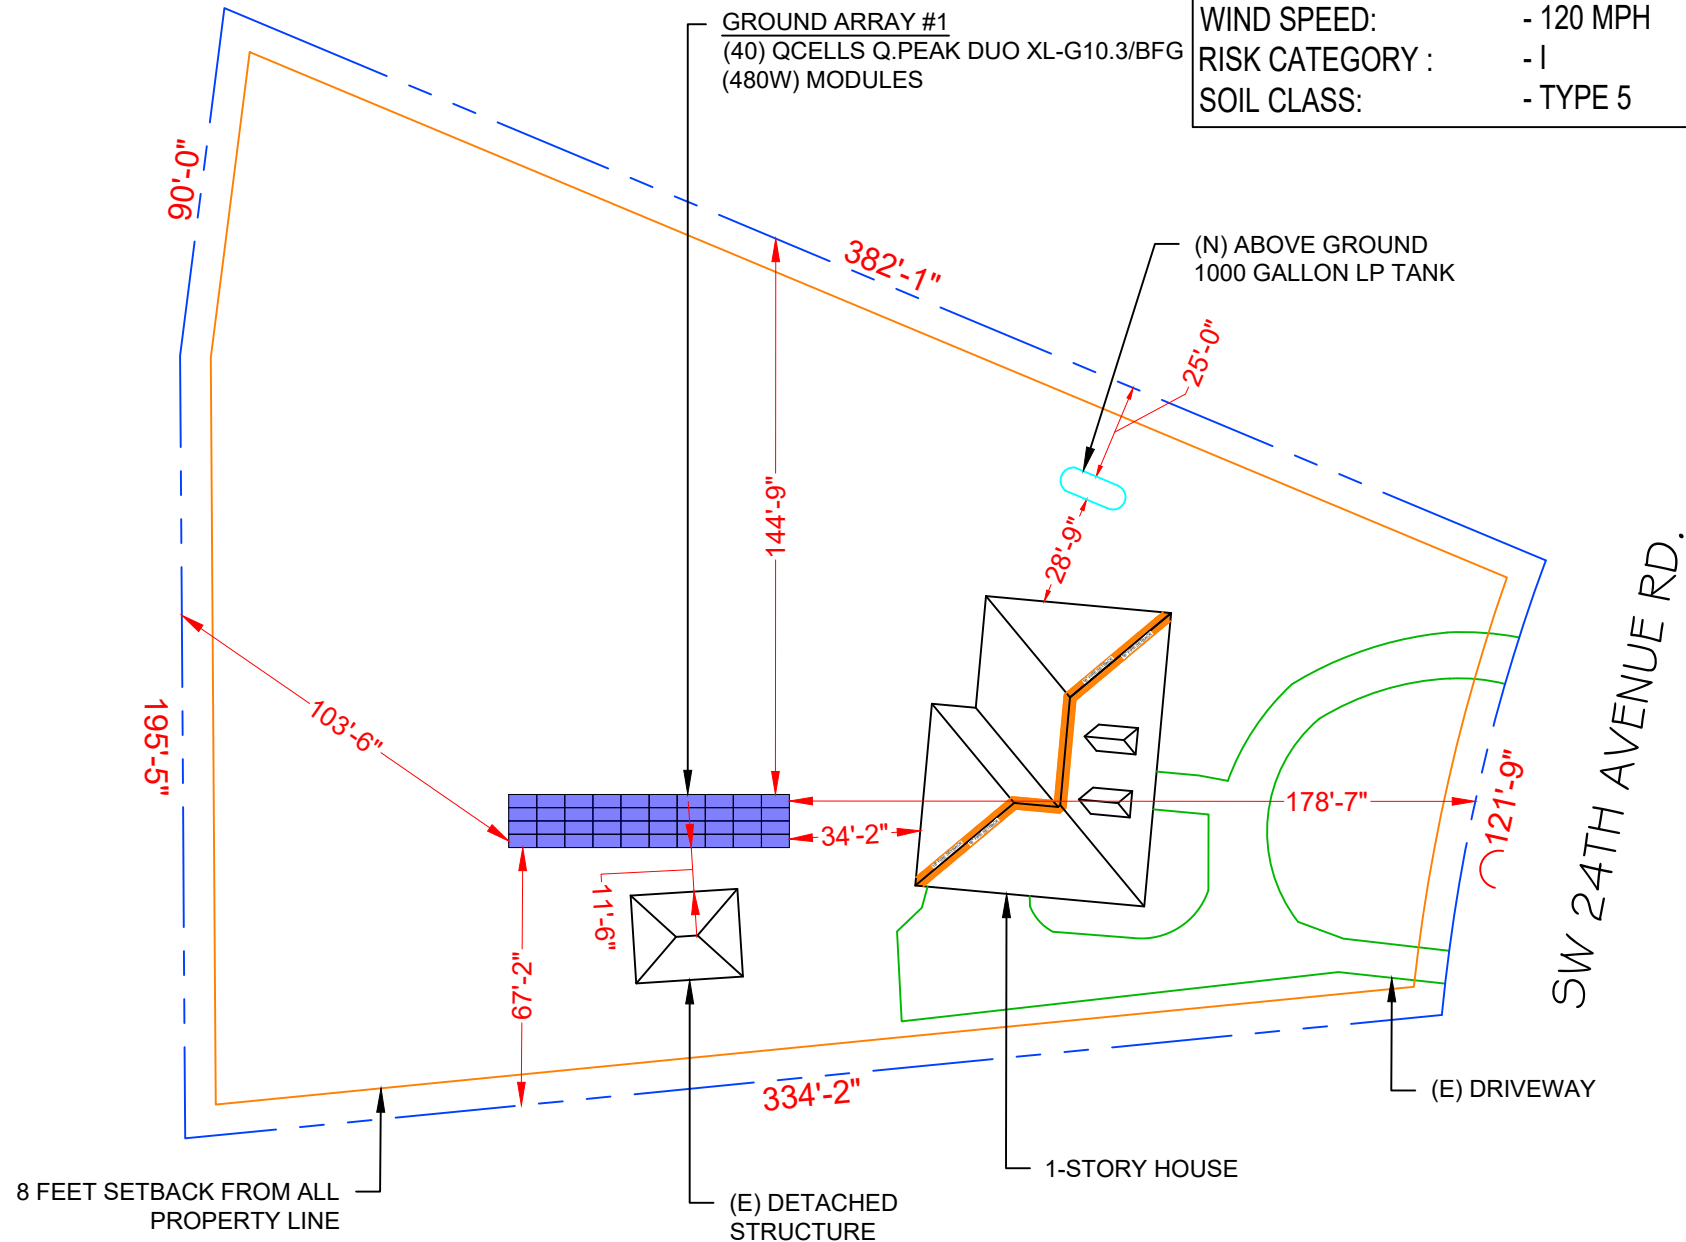 GROUND ARRAY #1
(40) QCELLS Q.PEAK DUO XL-G10.3/BFG
(480W) MODULES
WIND SPEED: - 120 MPH
RISK CATEGORY : - I
SOIL CLASS: - TYPE 5
90'-0"
382'-1"
(N) ABOVE GROUND
1000 GALLON LP TANK
25'-0"
144'-9"
28'-9"
SW 24TH AVENUE RD.
103'-6"
195'-5"
178'-7"
121'-9"
34'-2"
11'-6"
67'-2"
334'-2"
(E) DRIVEWAY
1-STORY HOUSE
8 FEET SETBACK FROM ALL
PROPERTY LINE
(E) DETACHED
STRUCTURE